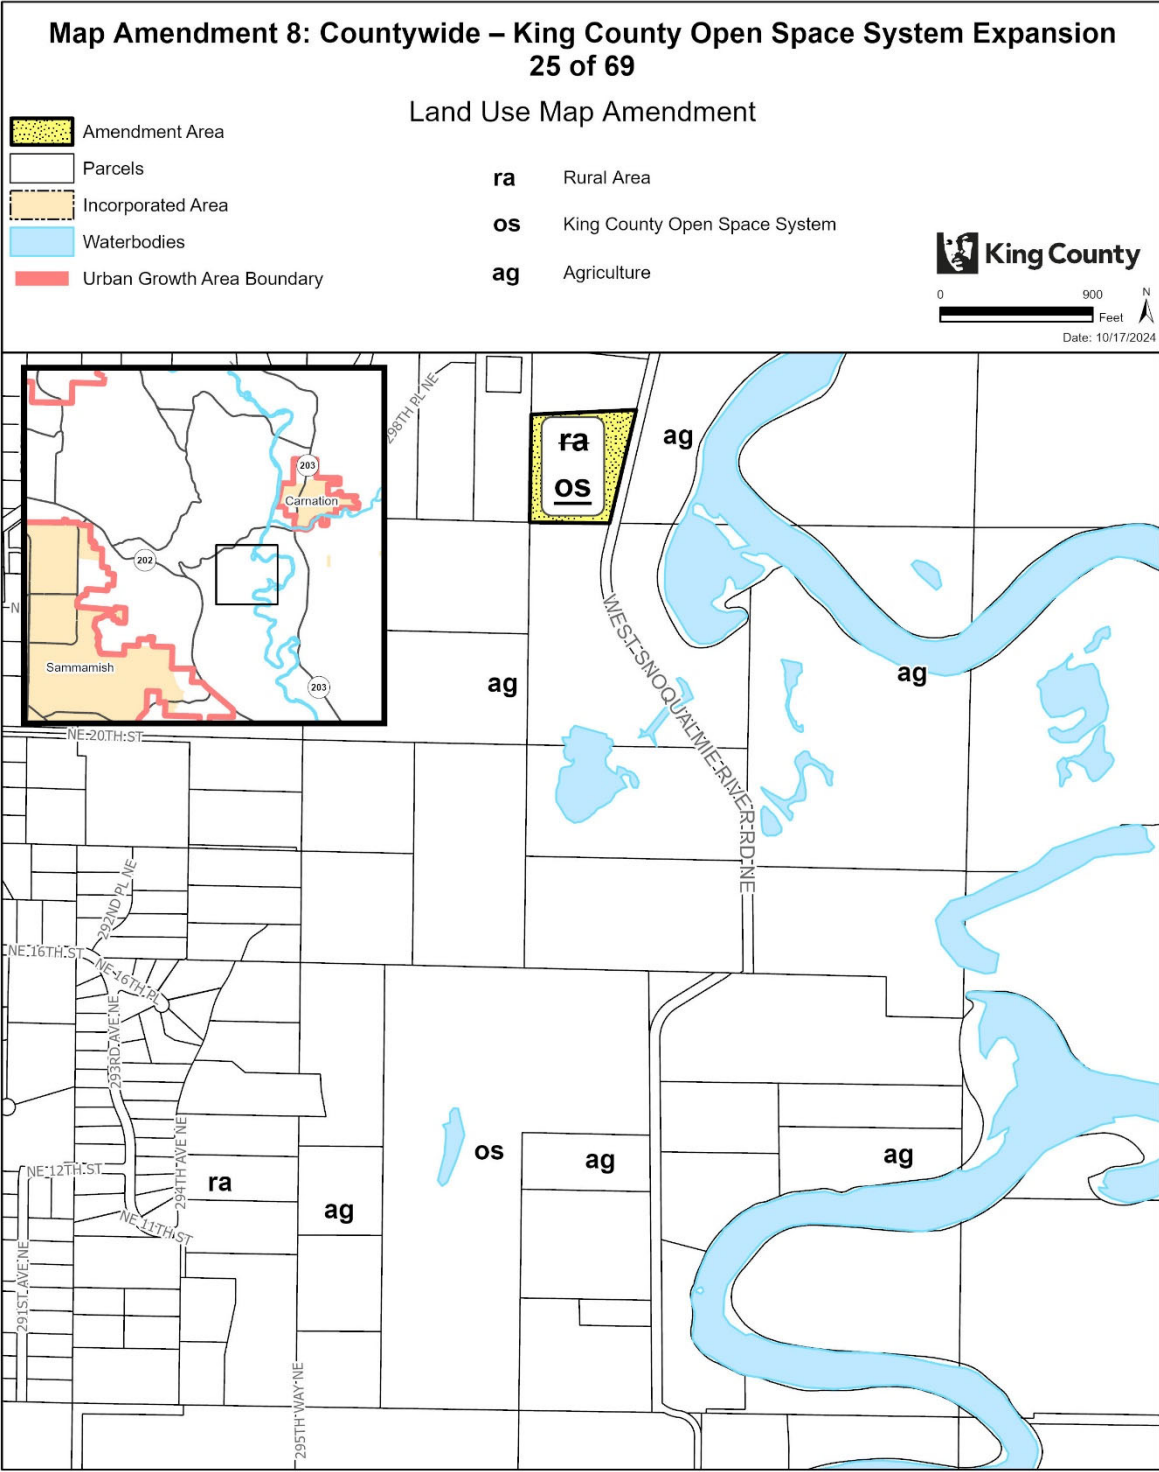 Map Amendment 8: Countywide – King County Open Space System Expansion
25 of 69
Land Use Map Amendment
Amendment Area
Parcels
Incorporated Area
Waterbodies
Urban Growth Area Boundary
ra Rural Area
os King County Open Space System
ag Agriculture
King County
0 900
Feet
N
Date: 10/17/2024
203
Carnation
202
Sammamish
203
298TH PL NE
ra
os
ag
N
WEST SNOQUALMIE RIVER RD NE
ag
ag
NE 20TH ST
292ND PL NE
NE 16TH ST
NE 16TH PL
293RD AVE NE
294TH AVE NE
NE 12TH ST
NE 11TH ST
291ST AVE NE
295TH WAY NE
ra
ag
os
ag
ag